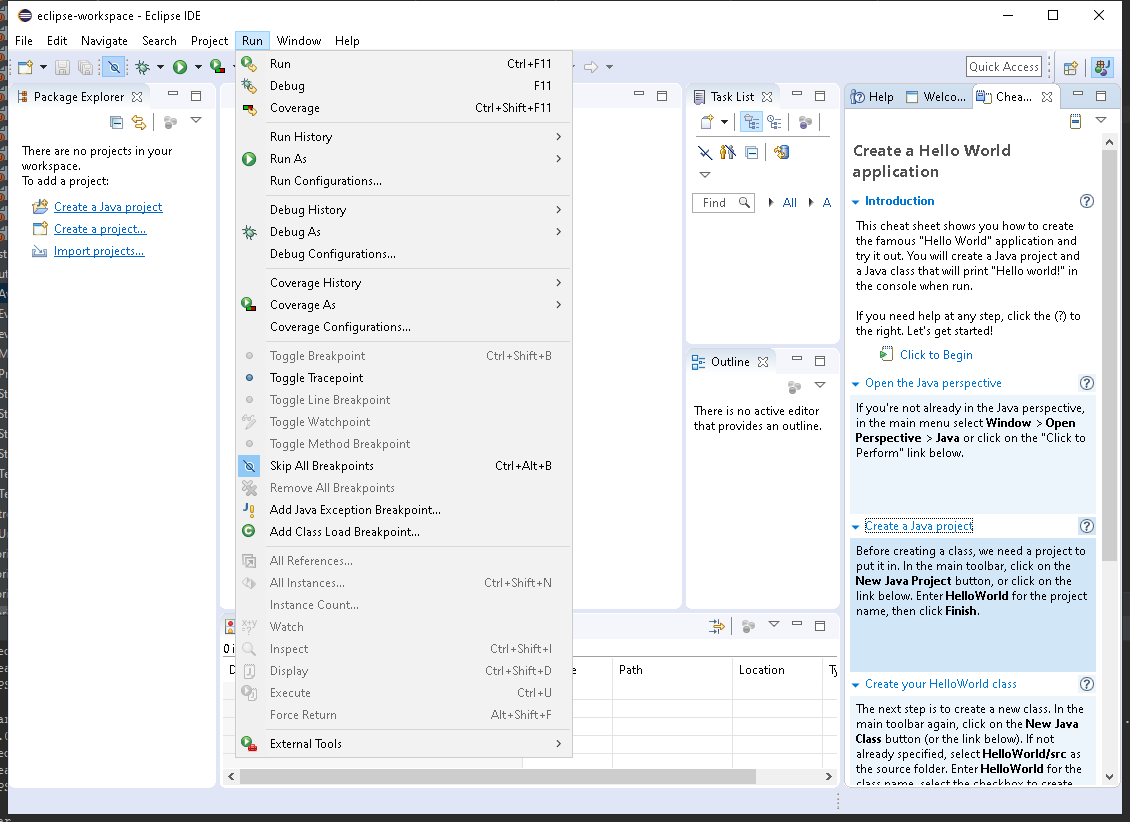 eclipse-workspace - Eclipse IDE
File Edit Navigate Search Project Run Window Help
Quick Access
Package Explorer
There are no projects in your
workspace.
To add a project:
Create a Java project
Create a project...
Import projects...
Run Ctrl+F11
Debug F11
Coverage Ctrl+Shift+F11
Run History
Run As
Run Configurations...
Debug History
Debug As
Debug Configurations...
Coverage History
Coverage As
Coverage Configurations...
Toggle Breakpoint Ctrl+Shift+B
Toggle Tracepoint
Toggle Line Breakpoint
Toggle Watchpoint
Toggle Method Breakpoint
Skip All Breakpoints Ctrl+Alt+B
Remove All Breakpoints
Add Java Exception Breakpoint...
Add Class Load Breakpoint...
All References...
All Instances... Ctrl+Shift+N
Instance Count...
Watch
Inspect Ctrl+Shift+I
Display Ctrl+Shift+D
Execute Ctrl+U
Force Return Alt+Shift+F
External Tools
Task List
Find All A
Outline
There is no active editor
that provides an outline.
Path Location
Help Welco... Chea...
Create a Hello World
application
Introduction
This cheat sheet shows you how to create
the famous "Hello World" application and
try it out. You will create a Java project and
a Java class that will print "Hello world!" in
the console when run.
If you need help at any step, click the (?) to
the right. Let's get started!
Click to Begin
Open the Java perspective
If you're not already in the Java perspective,
in the main menu select Window > Open
Perspective > Java or click on the "Click to
Perform" link below.
Create a Java project
Before creating a class, we need a project to
put it in. In the main toolbar, click on the
New Java Project button, or click on the
link below. Enter HelloWorld for the project
name, then click Finish.
Create your HelloWorld class
The next step is to create a new class. In the
main toolbar again, click on the New Java
Class button (or the link below). If not
already specified, select HelloWorld/src as
the source folder. Enter HelloWorld for the
class name, select the checkbox to create